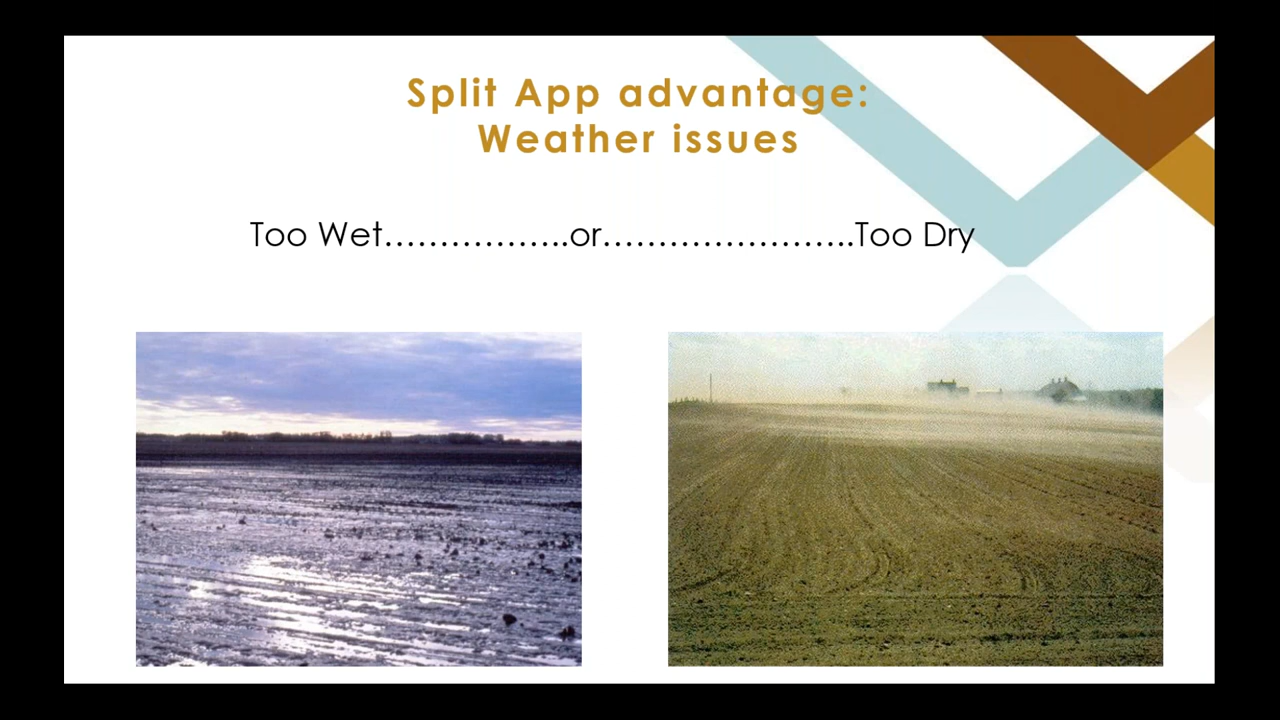 Split App advantage:
Weather issues
Too Wet……………..or…………………..Too Dry